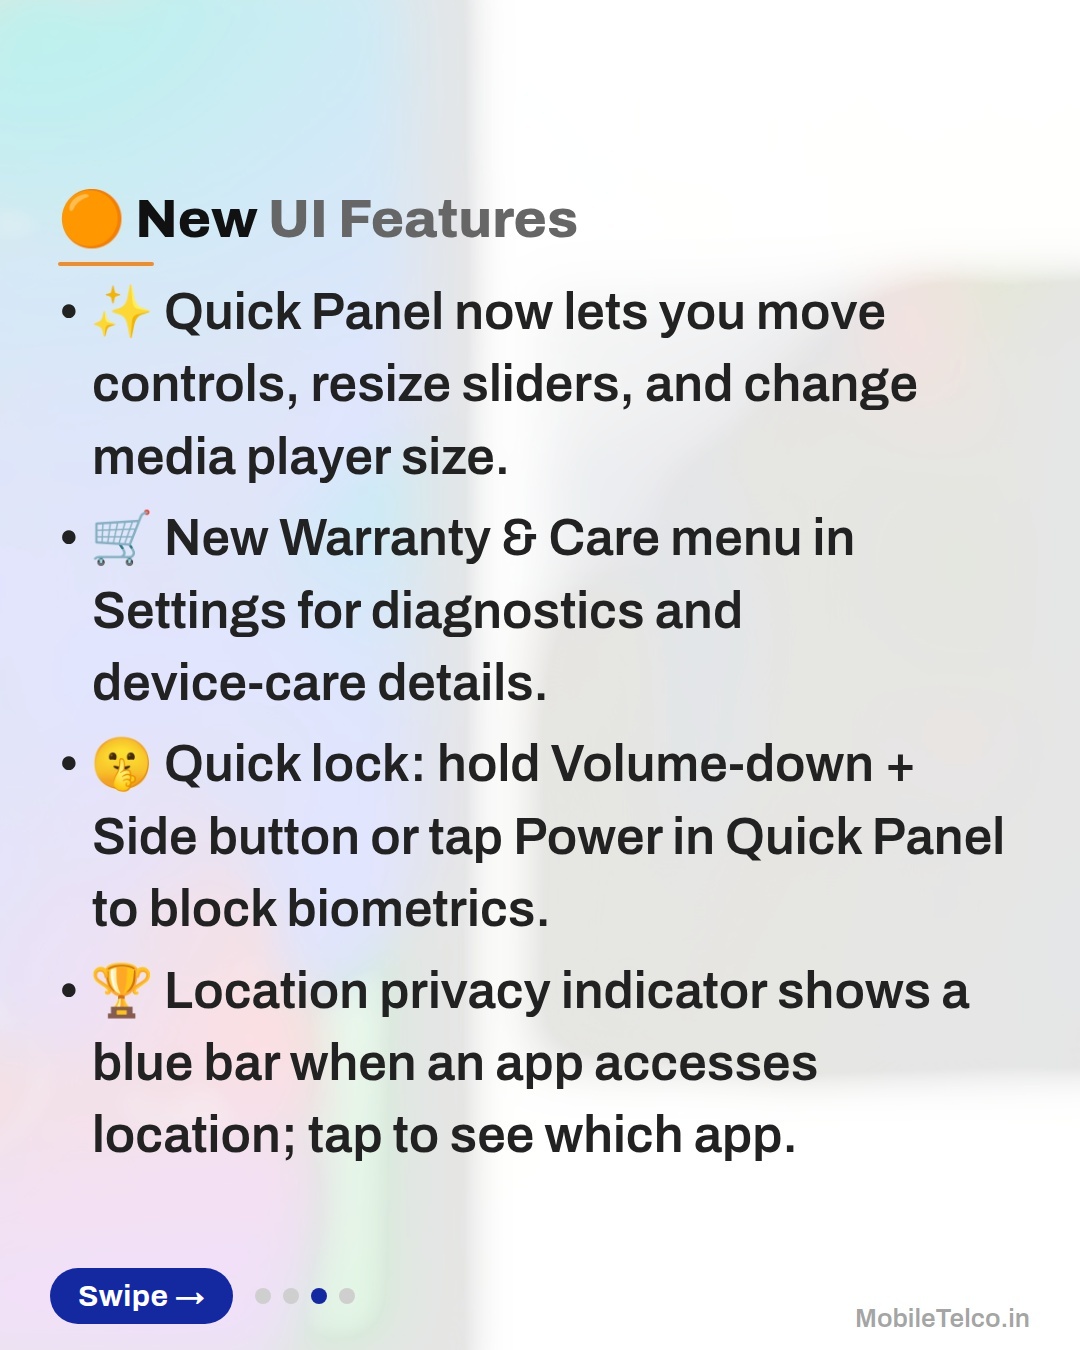 🟠 New UI Features
• ✨ Quick Panel now lets you move
controls, resize sliders, and change
media player size.
• 🛒 New Warranty & Care menu in
Settings for diagnostics and
device-care details.
• 🤫 Quick lock: hold Volume-down +
Side button or tap Power in Quick Panel
to block biometrics.
• 🏆 Location privacy indicator shows a
blue bar when an app accesses
location; tap to see which app.
Swipe →
MobileTelco.in